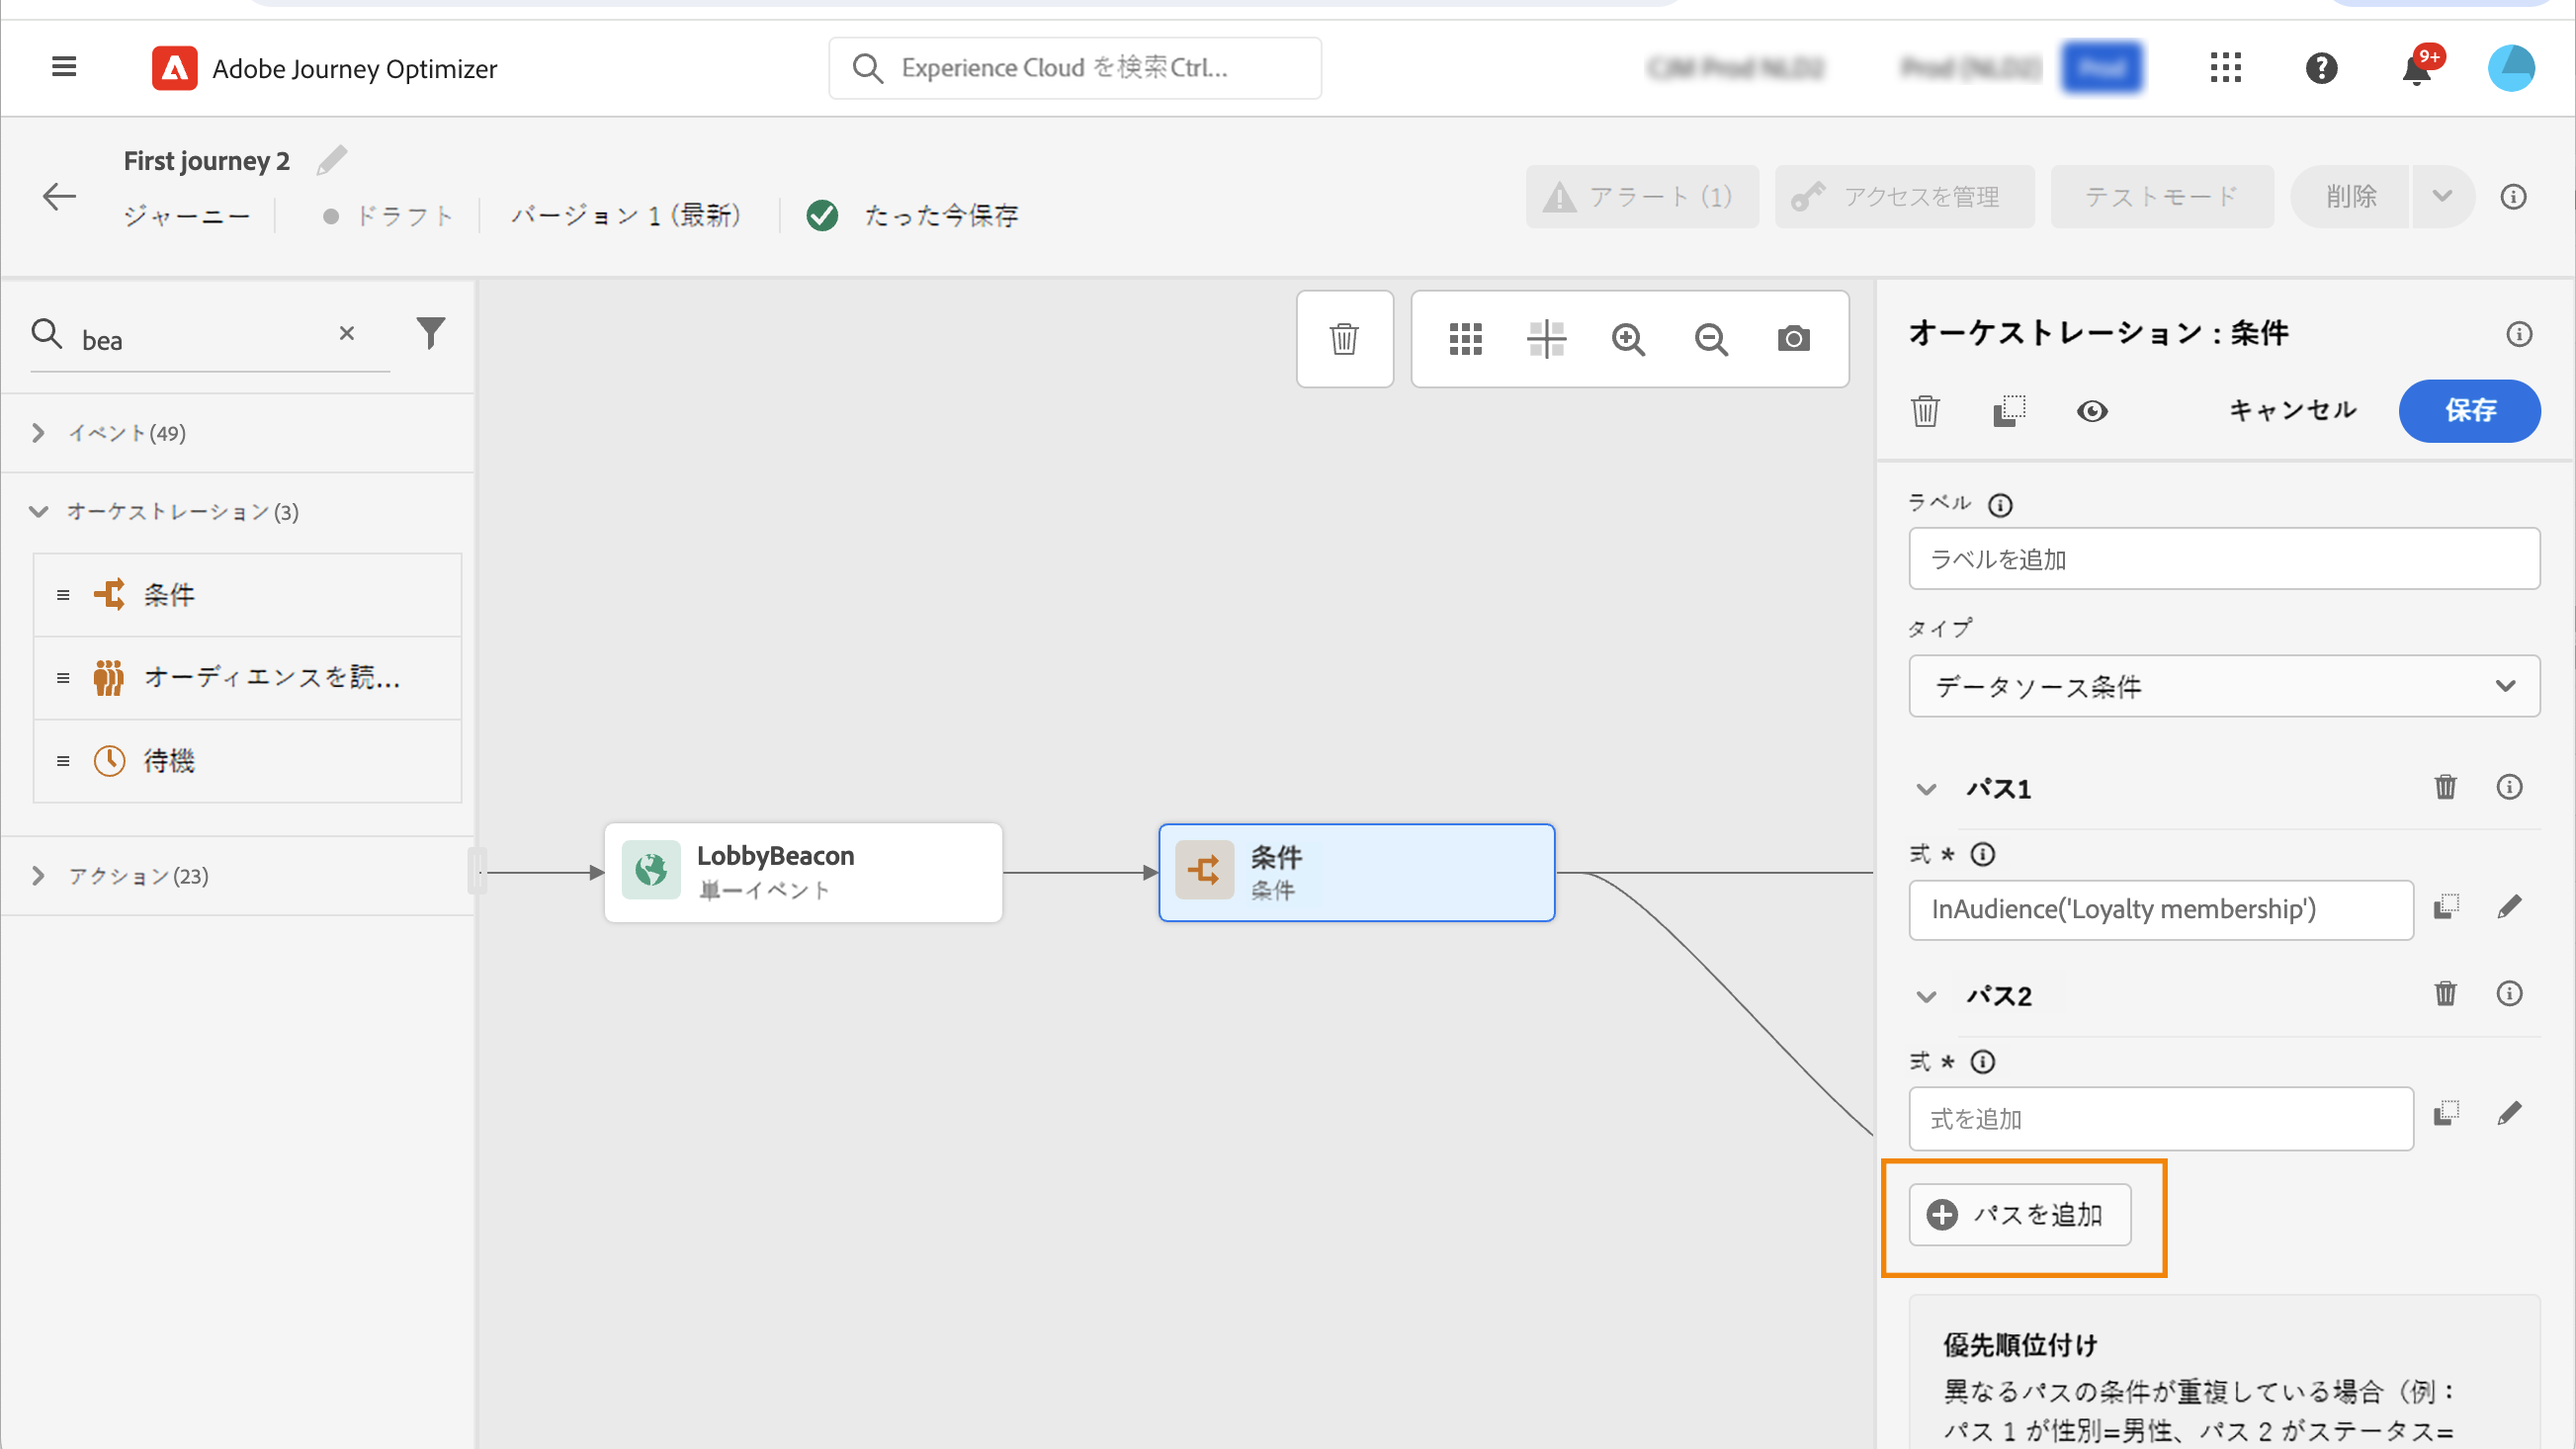 Adobe Journey Optimizer
Experience Cloud を検索Ctrl...
9+
First journey 2
ジャーニー
ドラフト
バージョン 1 (最新)
たった今保存
アラート (1)
アクセスを管理
テストモード
削除
bea
イベント(49)
オーケストレーション(3)
条件
オーディエンスを読...
待機
アクション(23)
LobbyBeacon
単一イベント
条件
条件
オーケストレーション : 条件
キャンセル
保存
ラベル
ラベルを追加
タイプ
データソース条件
パス1
式 *
InAudience('Loyalty membership')
パス2
式 *
式を追加
パスを追加
優先順位付け
異なるパスの条件が重複している場合（例：
パス 1 が性別=男性、パス 2 がステータス=